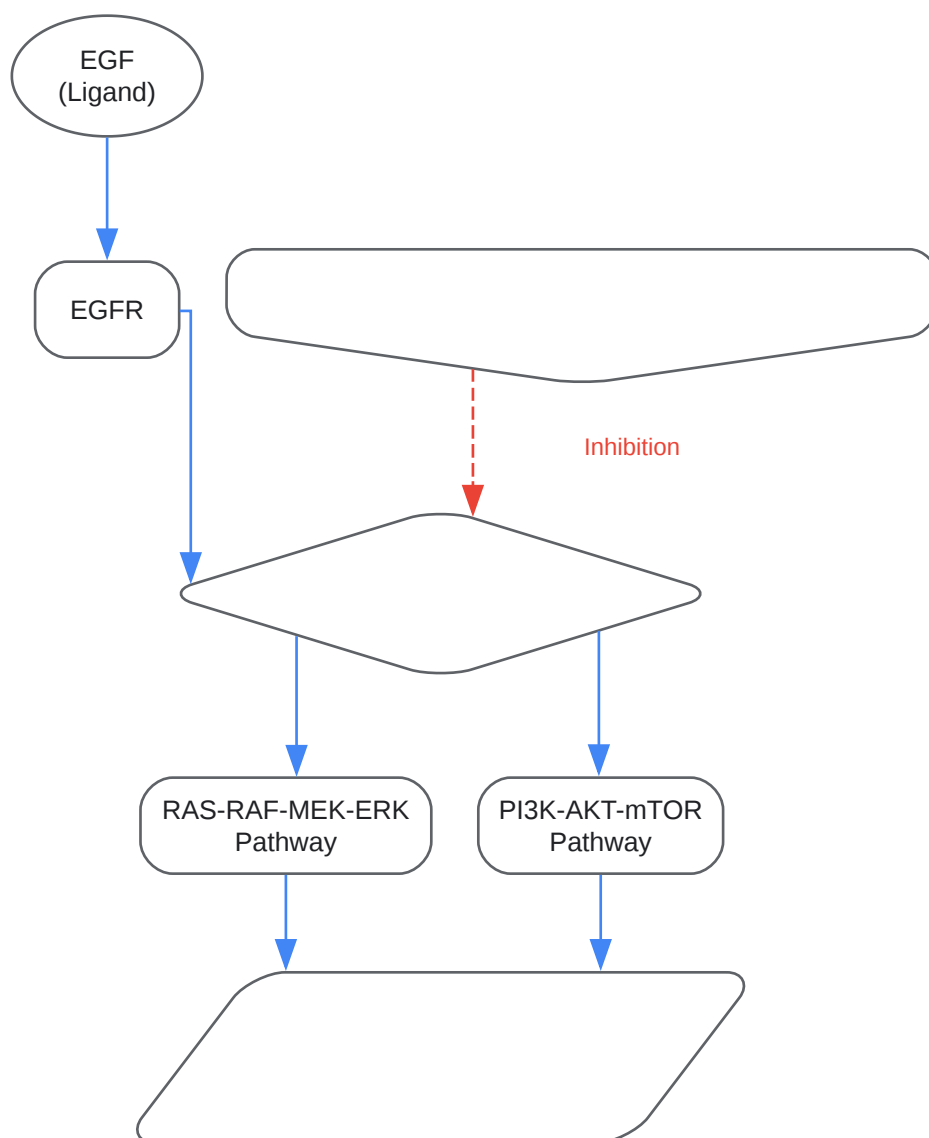 EGF
(Ligand)
EGFR
Inhibition
RAS-RAF-MEK-ERK
Pathway
PI3K-AKT-mTOR
Pathway